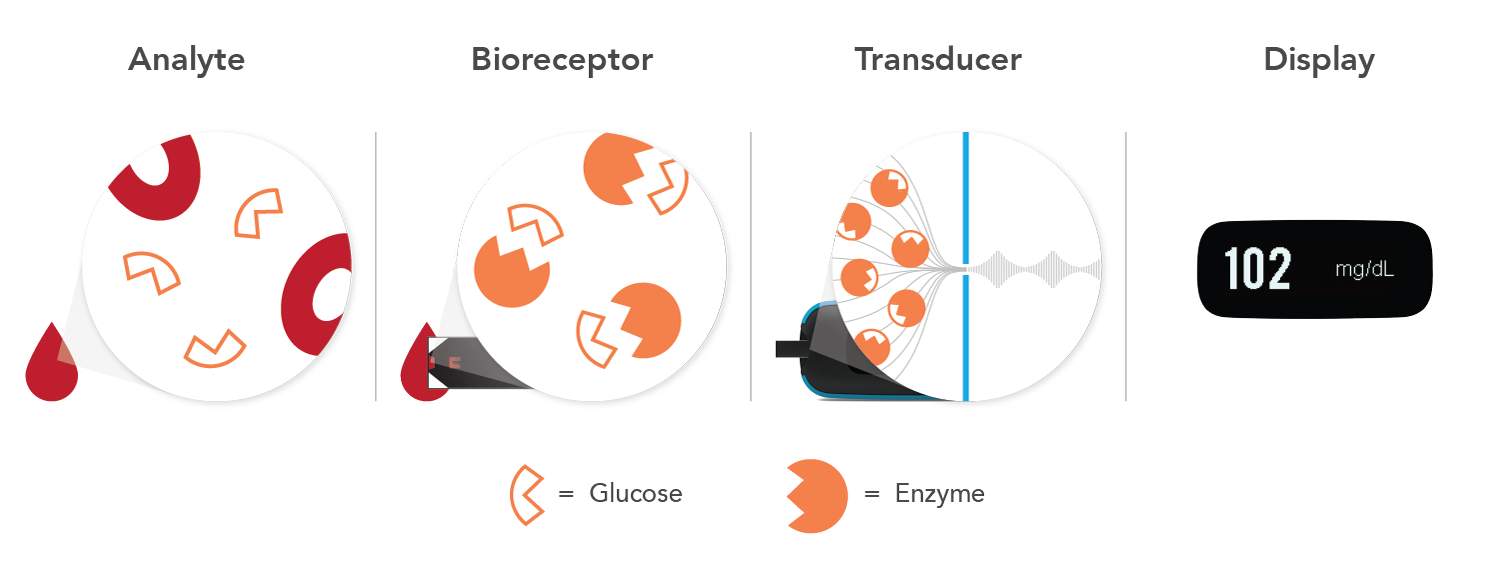 Analyte
Bioreceptor
Transducer
Display
E
102 mg/dL
= Glucose
= Enzyme